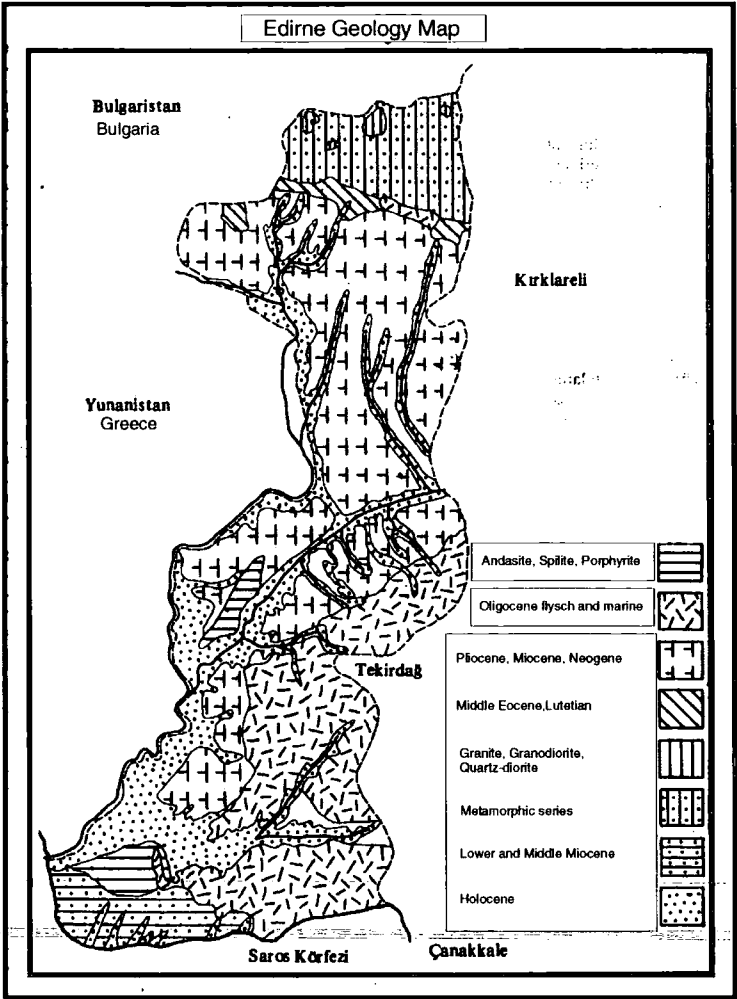 Edirne Geology Map
Bulgaristan
Bulgaria
Kırklareli
Yunanistan
Greece
Andasite, Spilite, Porphyrite
Oligocene flysch and marine
Tekirdağ
Pliocene, Miocene, Neogene
Middle Eocene,Lutetian
Granite, Granodiorite,
Quartz-diorite
Metamorphic series
Lower and Middle Miocene
Holocene
Saros Körfezi
Çanakkale